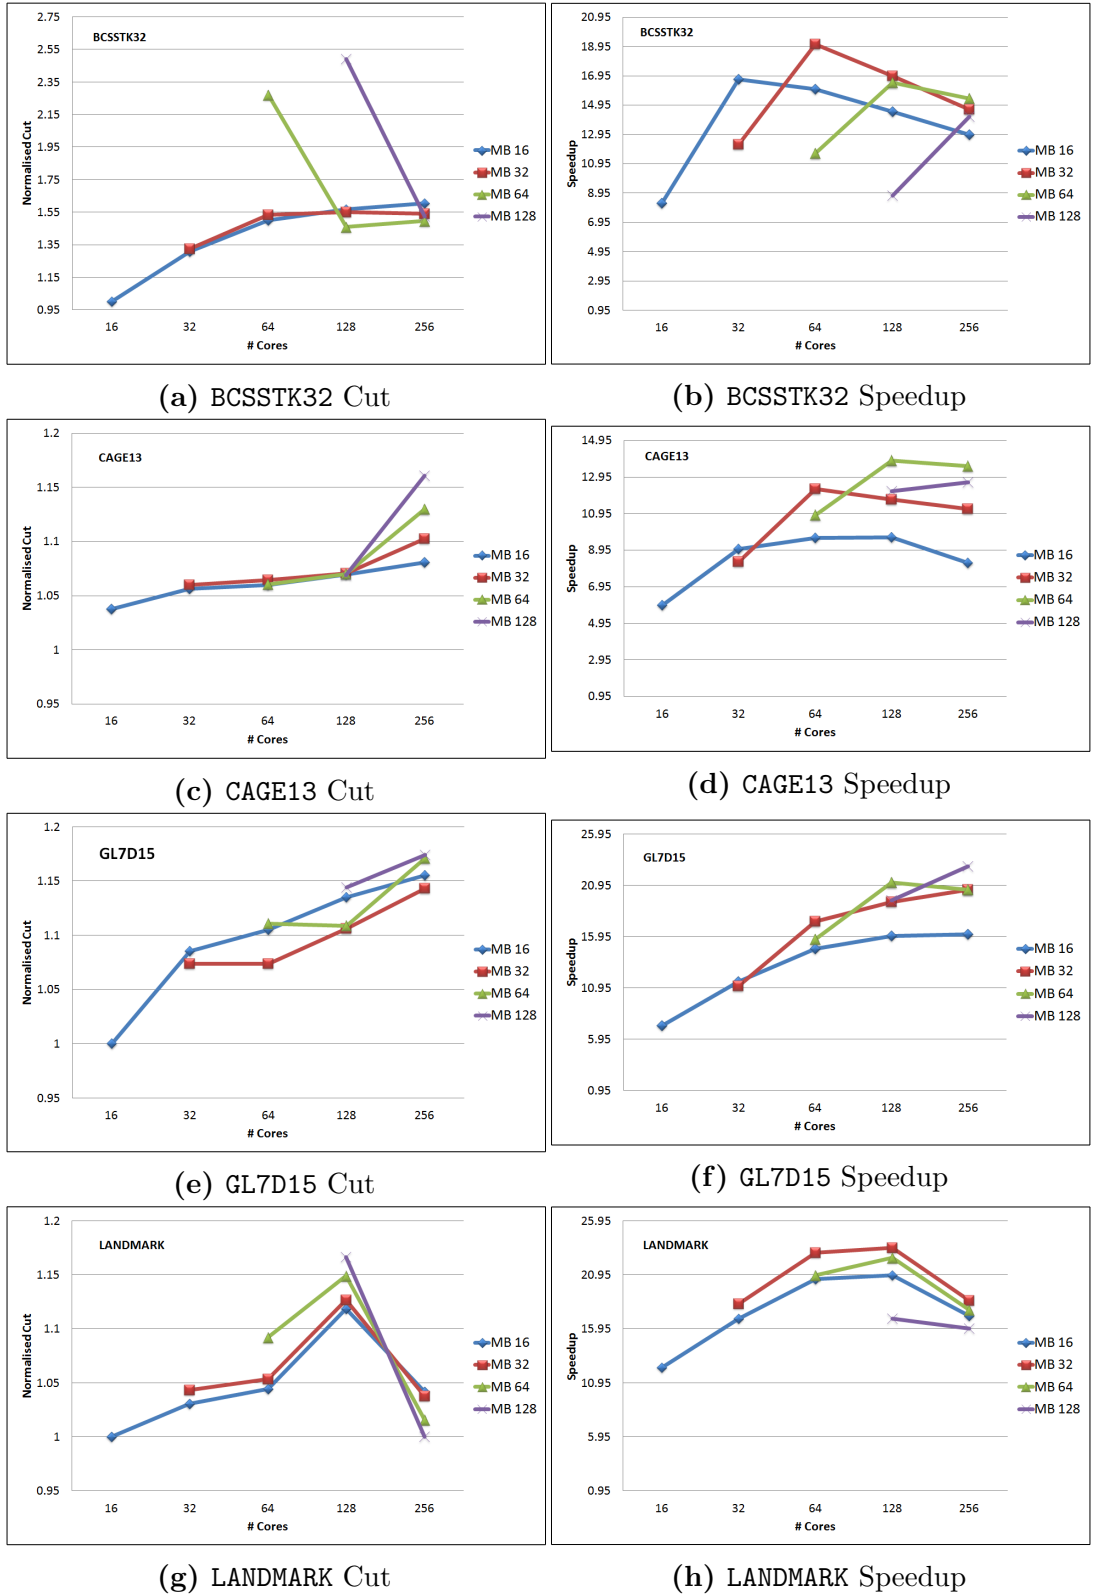 BCSSTK32
Normalised Cut
2.75
2.55
2.35
2.15
1.95
1.75
1.55
1.35
1.15
0.95
16 32 64 128 256
# Cores
MB 16
MB 32
MB 64
MB 128
BCSSTK32
Speedup
20.95
18.95
16.95
14.95
12.95
10.95
8.95
6.95
4.95
2.95
0.95
16 32 64 128 256
# Cores
MB 16
MB 32
MB 64
MB 128
(a) BCSSTK32 Cut
(b) BCSSTK32 Speedup
CAGE13
Normalised Cut
1.2
1.15
1.1
1.05
1
0.95
16 32 64 128 256
# Cores
MB 16
MB 32
MB 64
MB 128
CAGE13
Speedup
14.95
12.95
10.95
8.95
6.95
4.95
2.95
0.95
16 32 64 128 256
# Cores
MB 16
MB 32
MB 64
MB 128
(c) CAGE13 Cut
(d) CAGE13 Speedup
GL7D15
Normalised Cut
1.2
1.15
1.1
1.05
1
0.95
16 32 64 128 256
# Cores
MB 16
MB 32
MB 64
MB 128
GL7D15
Speedup
25.95
20.95
15.95
10.95
5.95
0.95
16 32 64 128 256
# Cores
MB 16
MB 32
MB 64
MB 128
(e) GL7D15 Cut
(f) GL7D15 Speedup
LANDMARK
Normalised Cut
1.2
1.15
1.1
1.05
1
0.95
16 32 64 128 256
# Cores
MB 16
MB 32
MB 64
MB 128
LANDMARK
Speedup
25.95
20.95
15.95
10.95
5.95
0.95
16 32 64 128 256
# Cores
MB 16
MB 32
MB 64
MB 128
(g) LANDMARK Cut
(h) LANDMARK Speedup